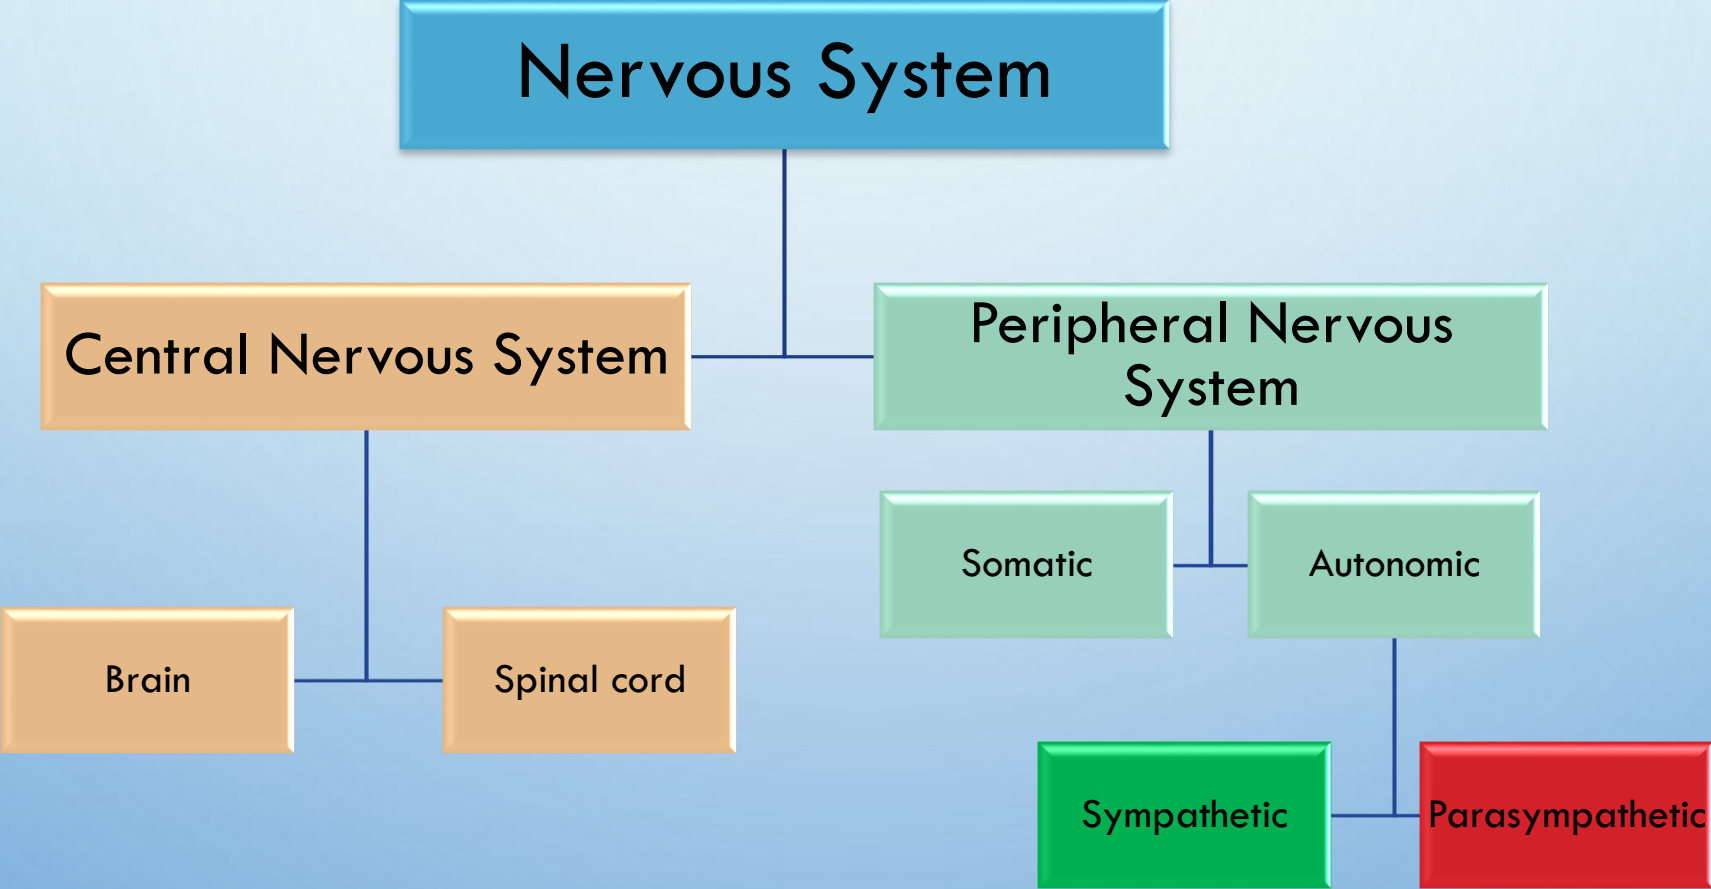 Nervous System
Central Nervous System
Peripheral Nervous
System
Somatic
Autonomic
Brain
Spinal cord
Sympathetic
Parasympathetic